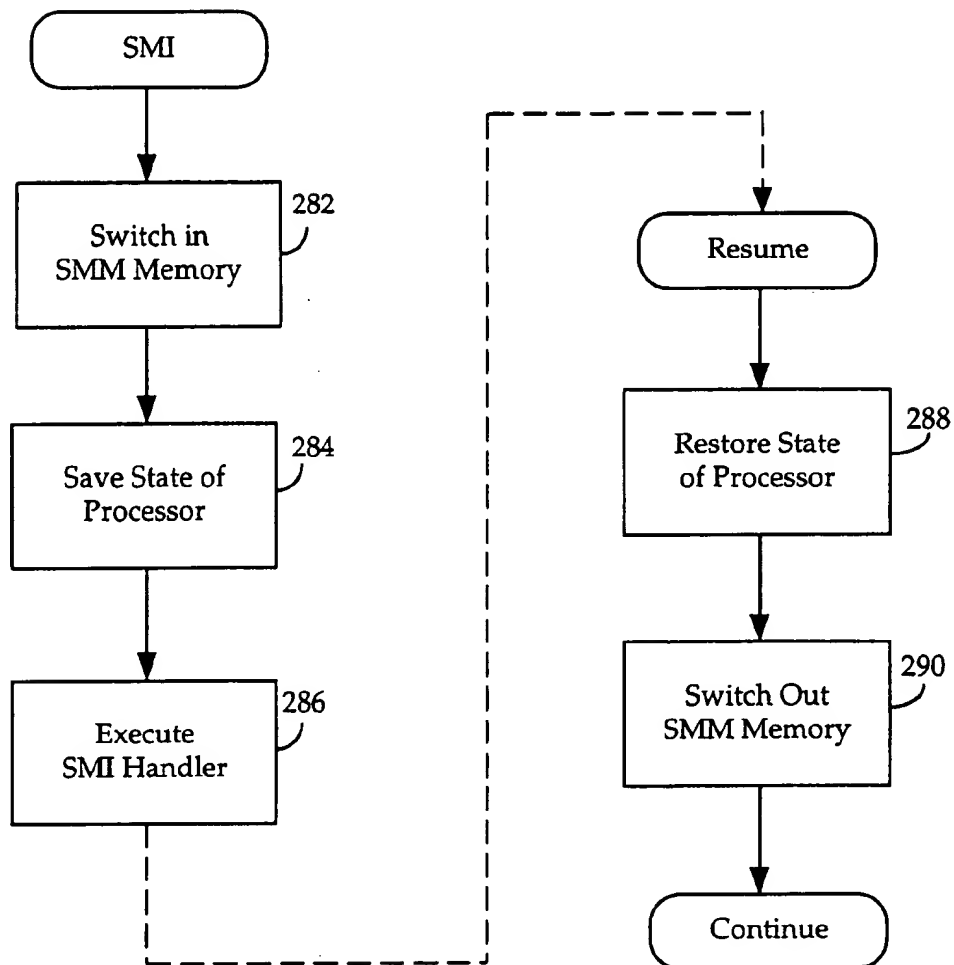 SMI
282
Switch in
SMM Memory
284
Save State of
Processor
286
Execute
SMI Handler
Resume
288
Restore State
of Processor
290
Switch Out
SMM Memory
Continue